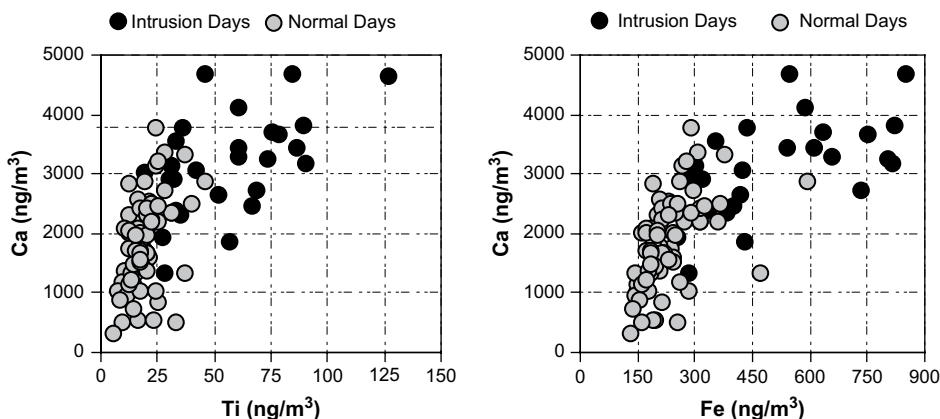 Intrusion Days Normal Days
Ca (ng/m³)
5000
4000
3000
2000
1000
0
0 25 50 75 100 125 150
Ti (ng/m³)
Intrusion Days Normal Days
Ca (ng/m³)
5000
4000
3000
2000
1000
0
0 150 300 450 600 750 900
Fe (ng/m³)